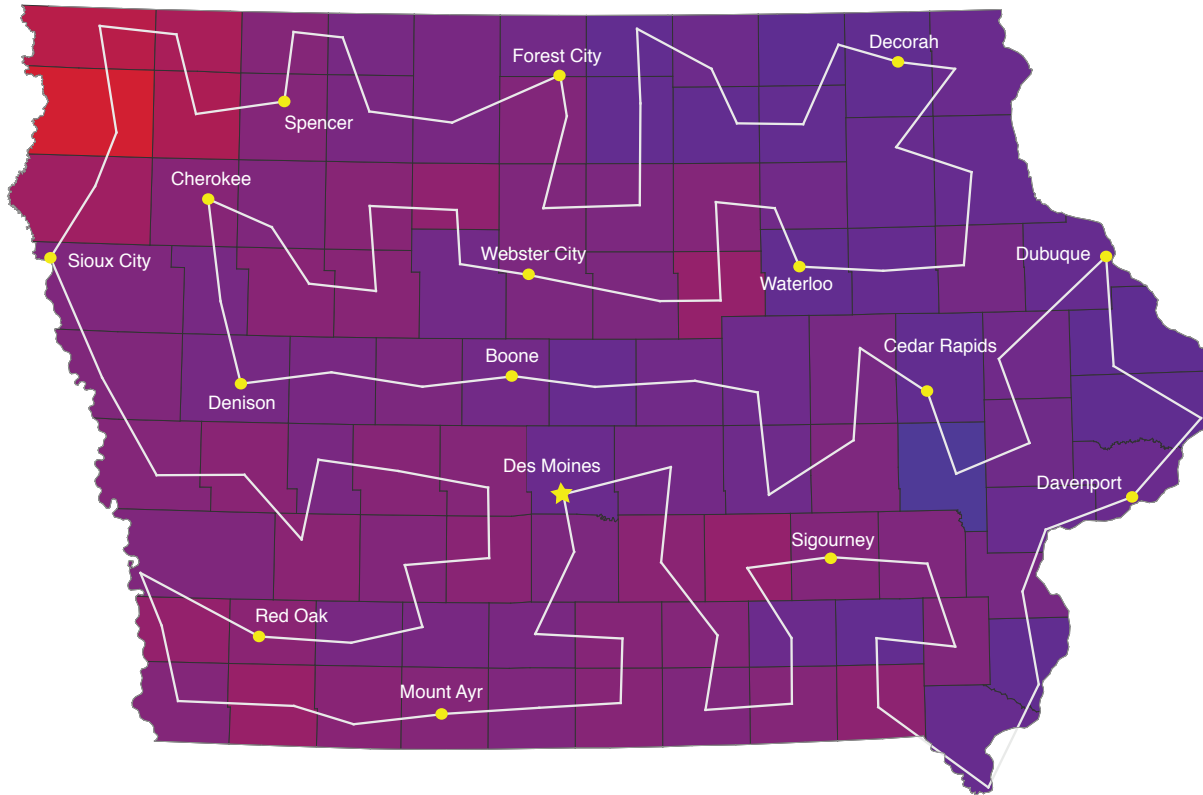 Decorah
Forest City
Spencer
Cherokee
Webster City
Sioux City
Dubuque
Waterloo
Cedar Rapids
Boone
Denison
Des Moines
Davenport
Sigourney
Red Oak
Mount Ayr